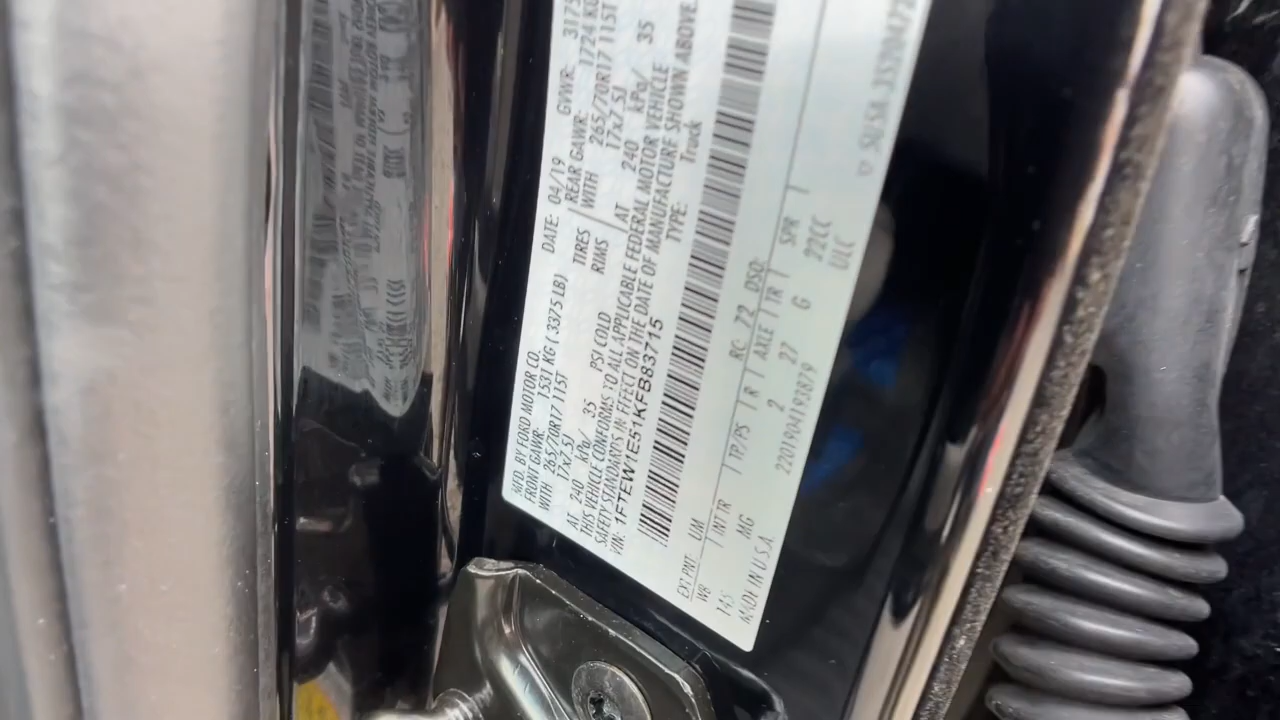 MFD. BY FORD MOTOR CO.
DATE: 04/19
GVWR: 3175
FRONT GAWR: 1531 KG ( 3375 LB)
REAR GAWR: 1724 KG
WITH 265/70R17 115T TIRES
WITH 265/70R17 115T
17x7.5J RIMS
17x7.5J
AT 240 kPa/ 35 PSI COLD
AT 240 kPa/ 35
THIS VEHICLE CONFORMS TO ALL APPLICABLE FEDERAL MOTOR VEHICLE
SAFETY STANDARDS IN EFFECT ON THE DATE OF MANUFACTURE SHOWN ABOVE.
VIN: 1FTEW1E51KFB83715
TYPE: Truck
EXT PNT: UM RC: 72 DSO:
WB INT TR TP/PS R AXLE TR SPR
145 MG 2 27 G 22CC
MADE IN U.S.A. 2201904193879 ULC